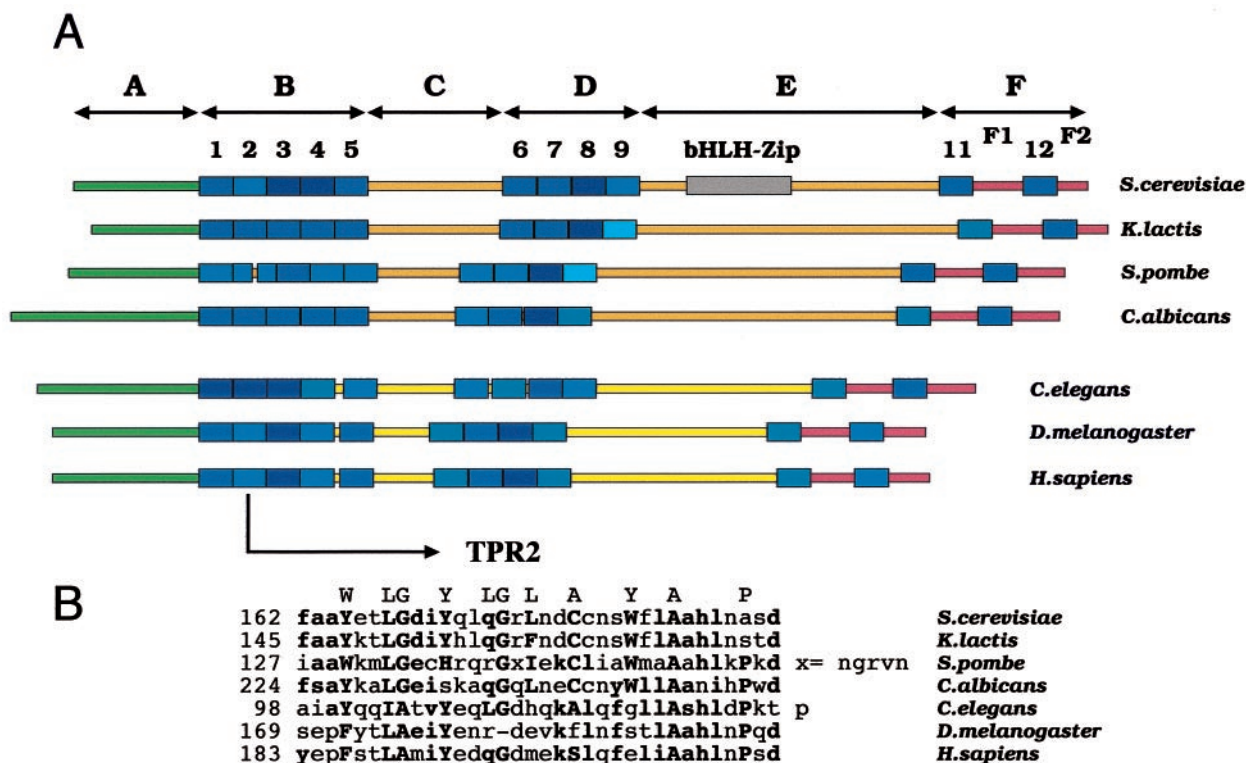 A
A B C D E F
1 2 3 4 5 6 7 8 9 bHLH-Zip 11 F1 12 F2
S.cerevisiae
K.lactis
S.pombe
C.albicans
C.elegans
D.melanogaster
H.sapiens
TPR2
B
W LG Y LG L A Y A P
162 faaYetLGdiYqlqGrLndCcnsWflAahlnasd S.cerevisiae
145 faaYktLGdiYhlqGrFndCcnsWflAahlnstd K.lactis
127 iaaWkmLGecHrqrGxIekCliaWmaAahlkPkd x= ngrvn S.pombe
224 fsaYkaLGeiskaqGqLneCcnyWllAanihPwd C.albicans
98 aiaYqqIAtvYeqLGdhqkAlqfgllAshldPkt p C.elegans
169 sepFytLAeiYenr-devkflnfstlAahlnPqd D.melanogaster
183 yepFstLAmiYedqGdmekSlqfeliAahlnPsd H.sapiens